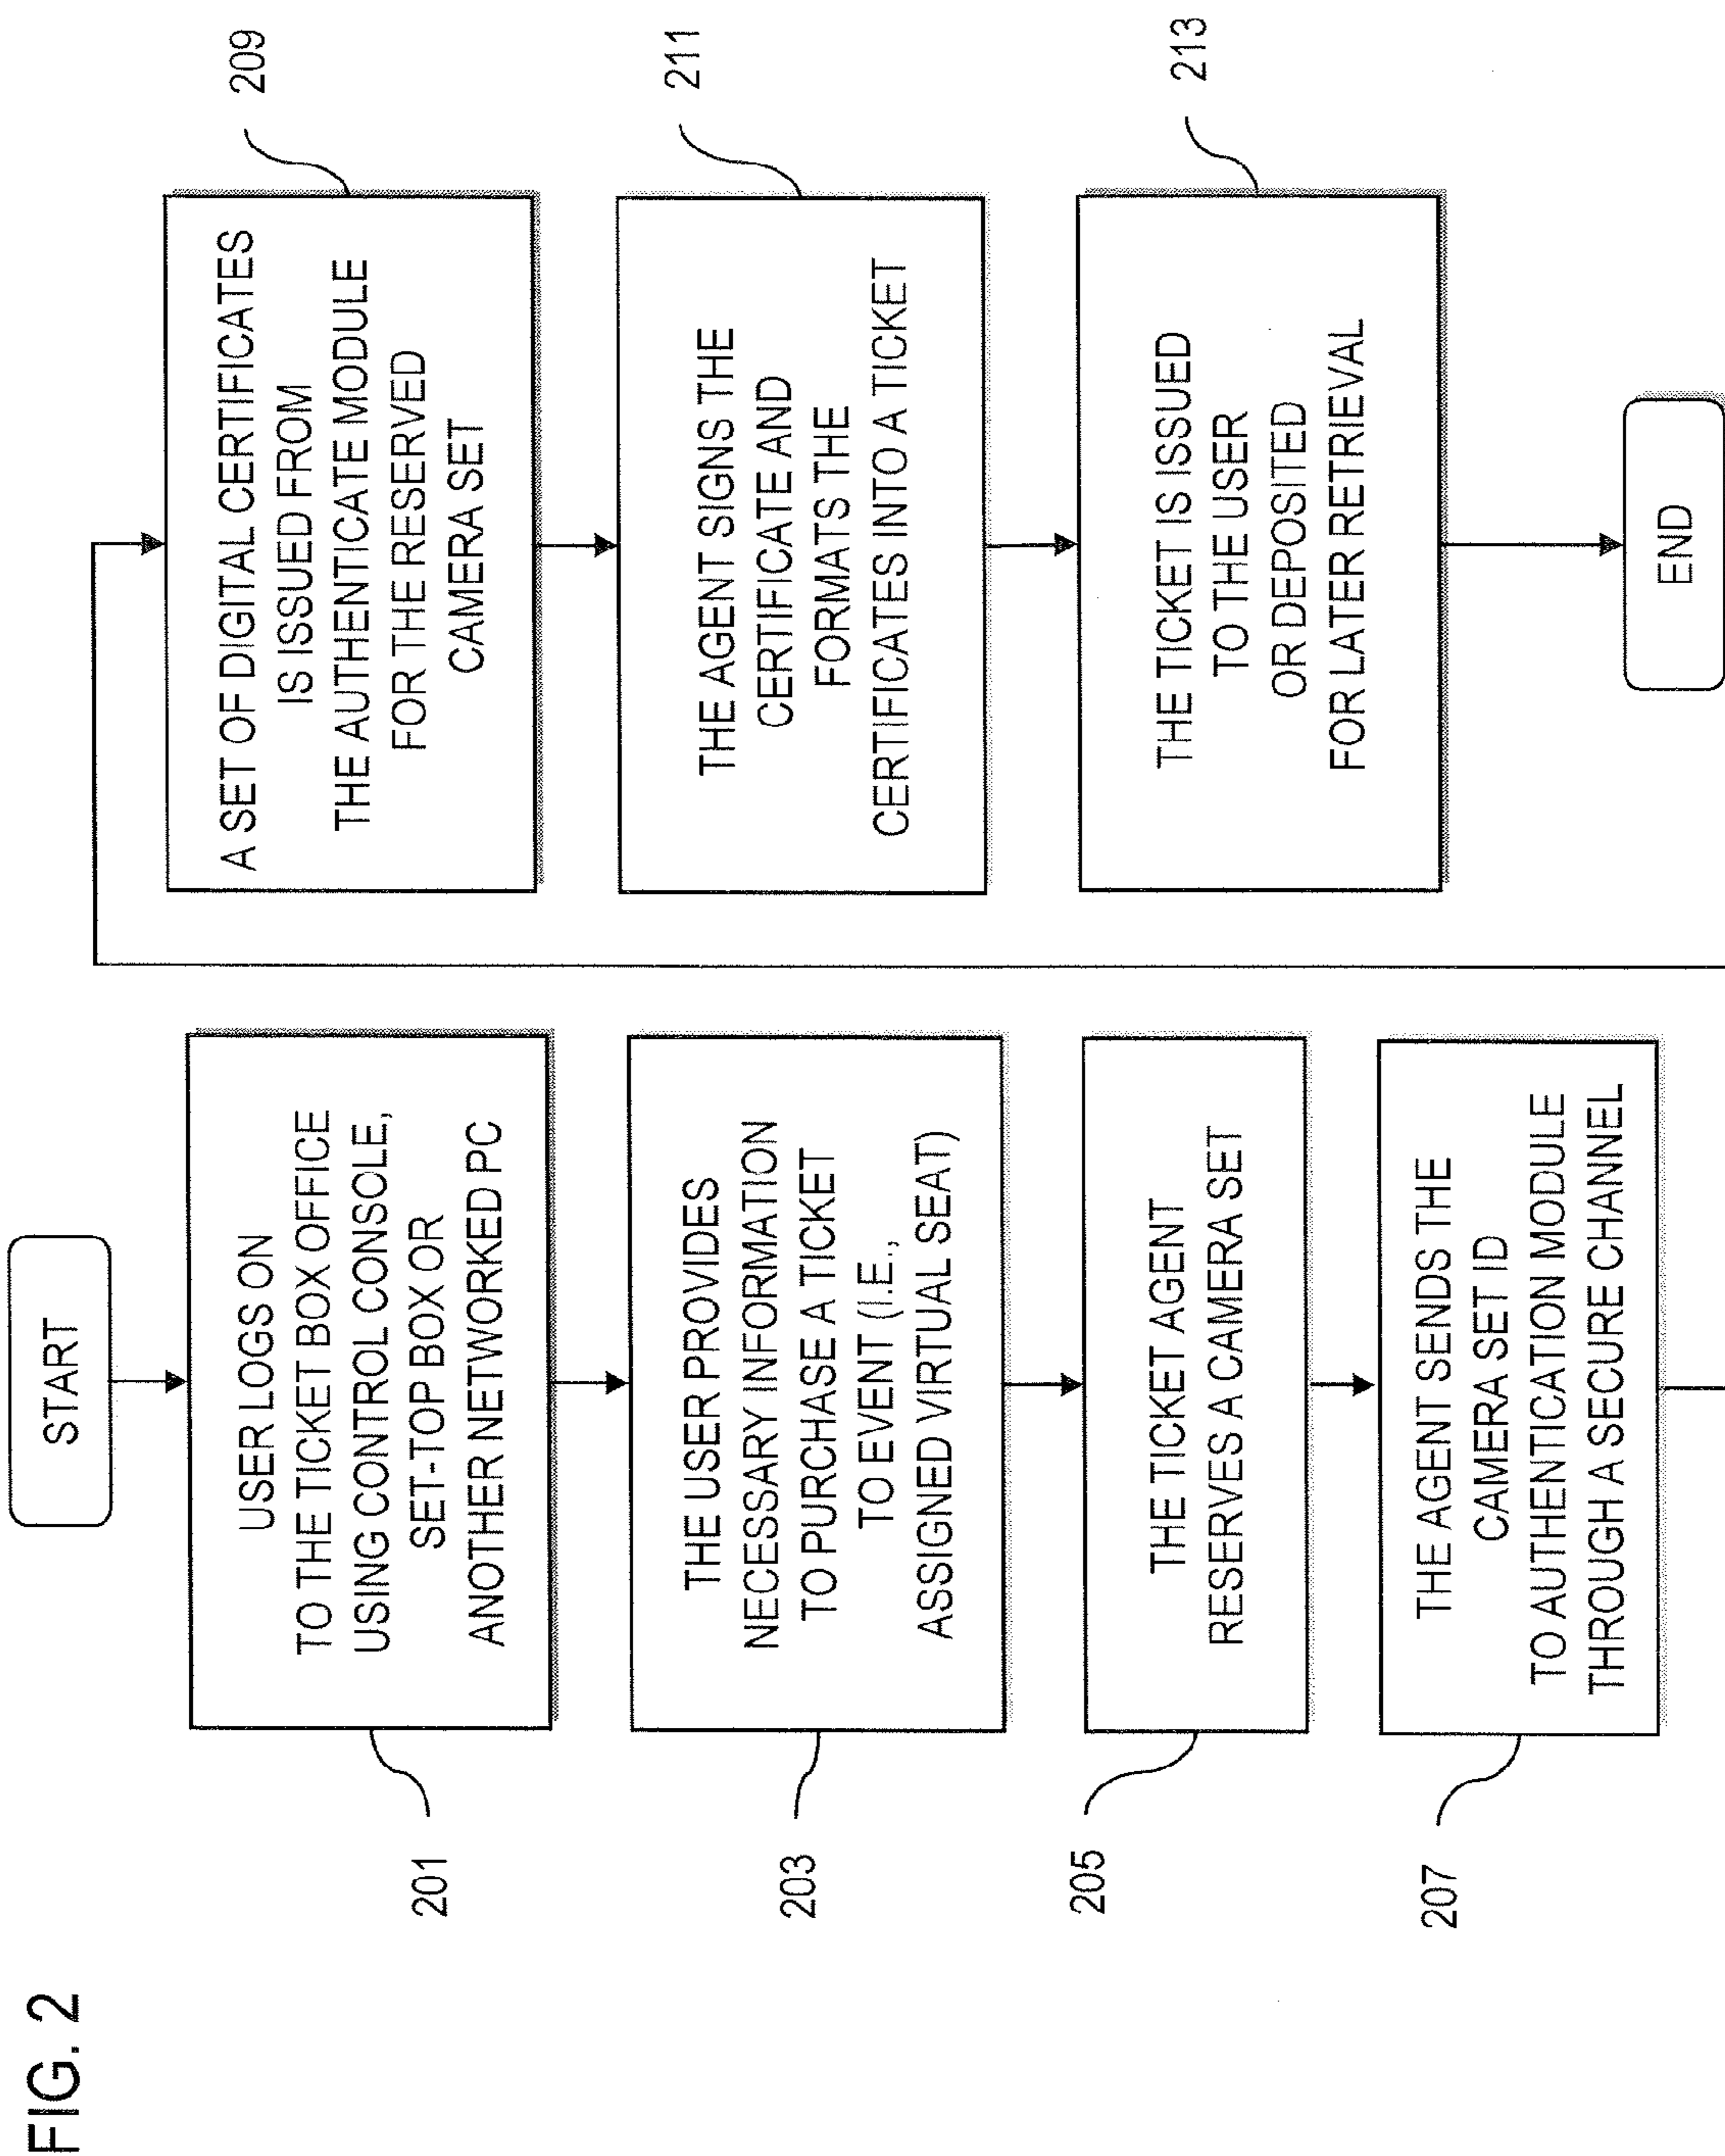 FIG. 2
START
USER LOGS ON
TO THE TICKET BOX OFFICE
USING CONTROL CONSOLE,
SET-TOP BOX OR
ANOTHER NETWORKED PC
201
THE USER PROVIDES
NECESSARY INFORMATION
TO PURCHASE A TICKET
TO EVENT (I.E.,
ASSIGNED VIRTUAL SEAT)
203
THE TICKET AGENT
RESERVES A CAMERA SET
205
THE AGENT SENDS THE
CAMERA SET ID
TO AUTHENTICATION MODULE
THROUGH A SECURE CHANNEL
207
A SET OF DIGITAL CERTIFICATES
IS ISSUED FROM
THE AUTHENTICATE MODULE
FOR THE RESERVED
CAMERA SET
209
THE AGENT SIGNS THE
CERTIFICATE AND
FORMATS THE
CERTIFICATES INTO A TICKET
211
THE TICKET IS ISSUED
TO THE USER
OR DEPOSITED
FOR LATER RETRIEVAL
213
END